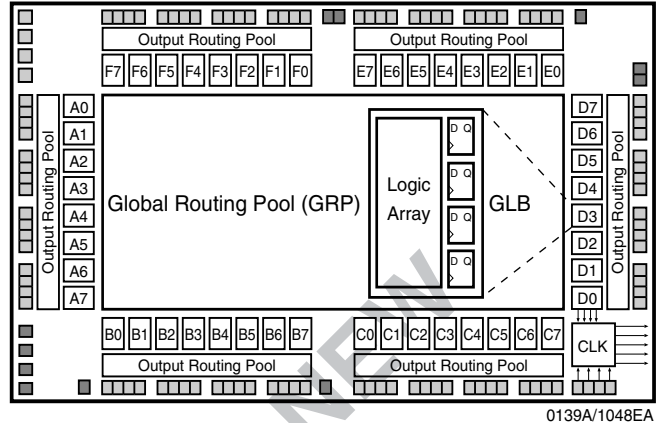 Output Routing Pool
Output Routing Pool
F7 F6 F5 F4 F3 F2 F1 F0
E7 E6 E5 E4 E3 E2 E1 E0
Output Routing Pool
A0
A1
A2
A3
A4
A5
A6
A7
Global Routing Pool (GRP)
Logic
Array
D Q
D Q
D Q
D Q
GLB
D7
D6
D5
D4
D3
D2
D1
D0
Output Routing Pool
CLK
B0 B1 B2 B3 B4 B5 B6 B7
C0 C1 C2 C3 C4 C5 C6 C7
Output Routing Pool
Output Routing Pool
NEW
0139A/1048EA